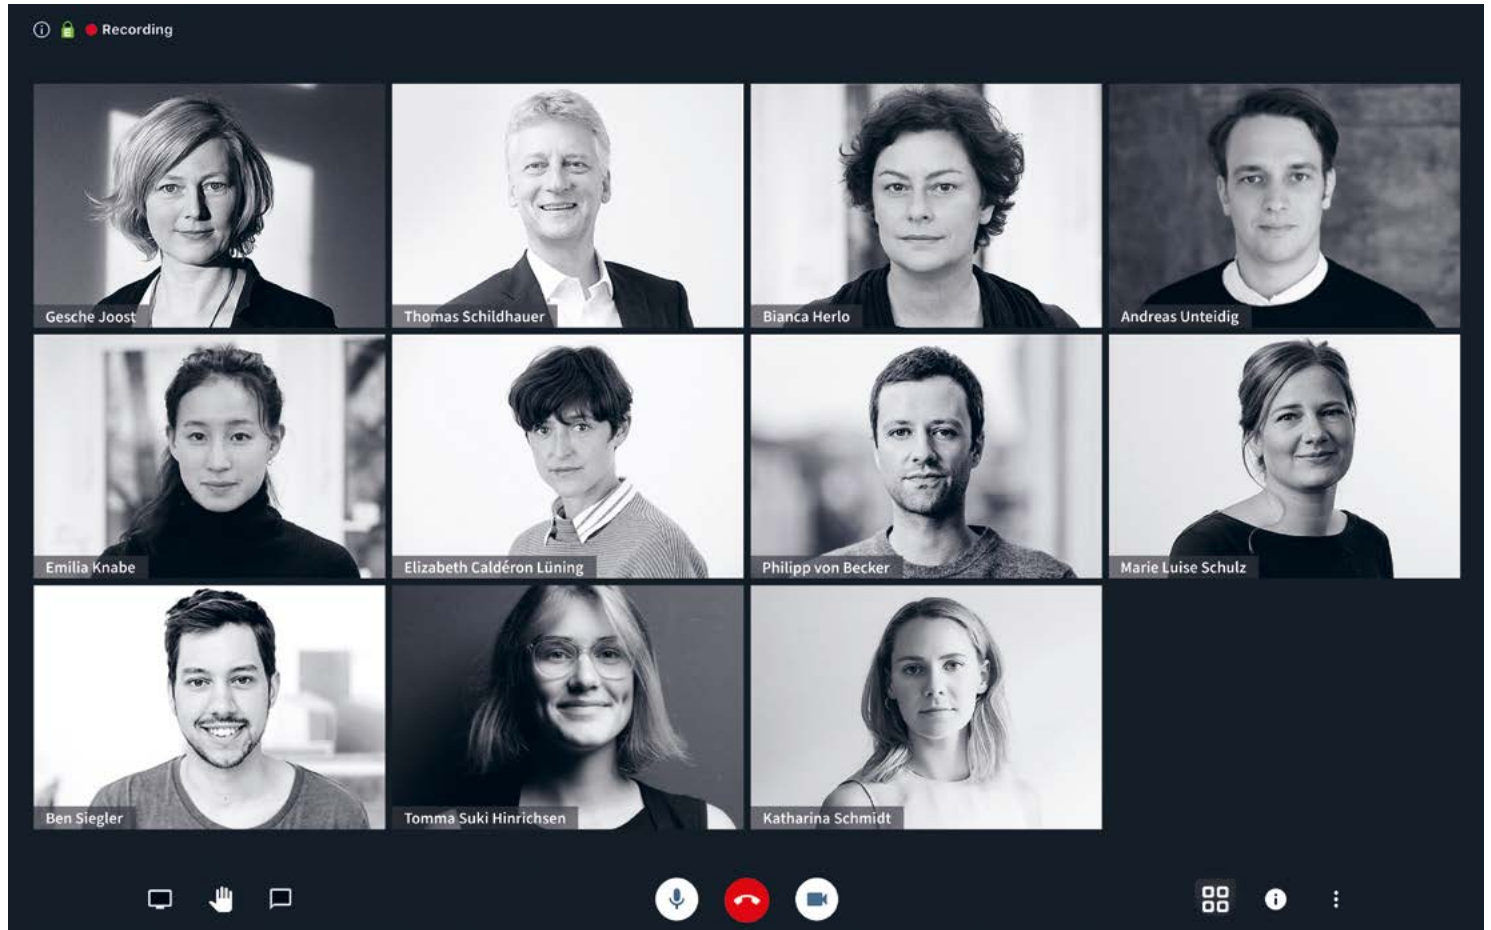 Recording
Gesche Joost
Thomas Schildhauer
Bianca Herlo
Andreas Unteidig
Emilia Knabe
Elizabeth Caldéron Lüning
Philipp von Becker
Marie Luise Schulz
Ben Siegler
Tomma Suki Hinrichsen
Katharina Schmidt